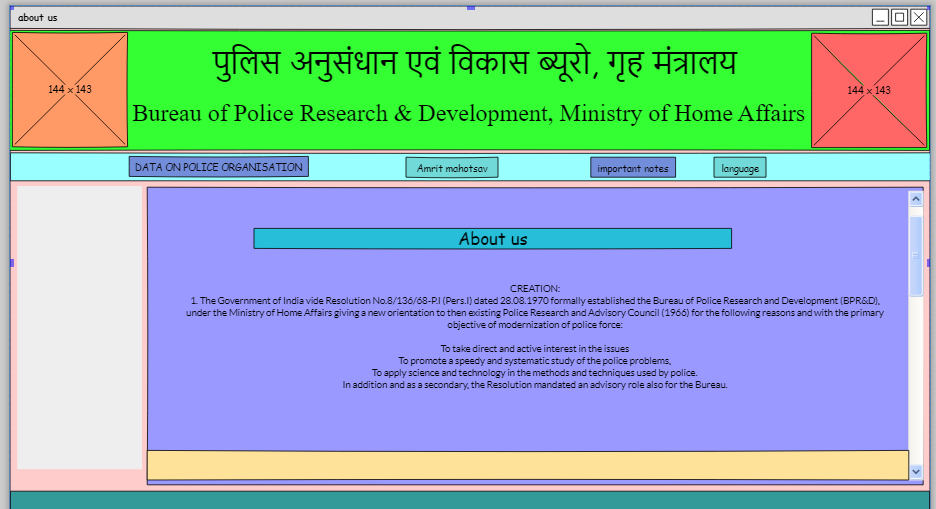 about us
पुलिस अनुसंधान एवं विकास ब्यूरो, गृह मंत्रालय
144 x 143
144 x 143
Bureau of Police Research & Development, Ministry of Home Affairs
DATA ON POLICE ORGANISATION
Amrit mahotsav
important notes
language
About us
CREATION:
1. The Government of India vide Resolution No.8/136/68-P.I (Pers.I) dated 28.08.1970 formally established the Bureau of Police Research and Development (BPR&D),
under the Ministry of Home Affairs giving a new orientation to then existing Police Research and Advisory Council (1966) for the following reasons and with the primary
objective of modernization of police force:
To take direct and active interest in the issues
To promote a speedy and systematic study of the police problems,
To apply science and technology in the methods and techniques used by police.
In addition and as a secondary, the Resolution mandated an advisory role also for the Bureau.